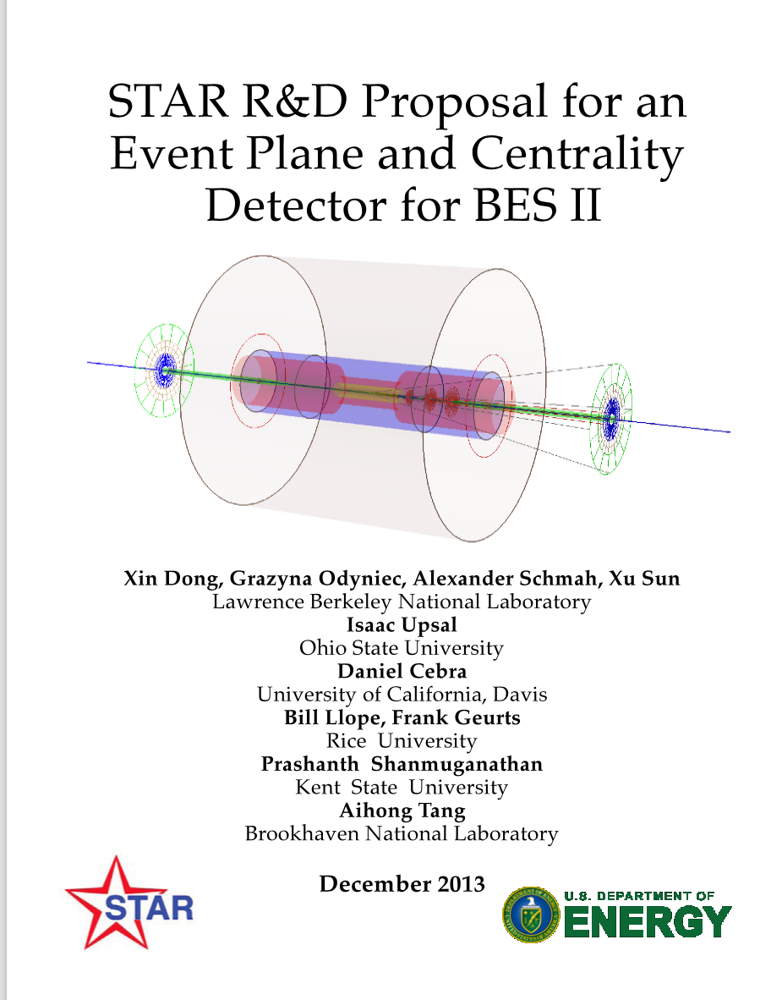 STAR R&D Proposal for an
Event Plane and Centrality
Detector for BES II
Xin Dong, Grazyna Odyniec, Alexander Schmah, Xu Sun
Lawrence Berkeley National Laboratory
Isaac Upsal
Ohio State University
Daniel Cebra
University of California, Davis
Bill Llope, Frank Geurts
Rice University
Prashanth Shanmuganathan
Kent State University
Aihong Tang
Brookhaven National Laboratory
December 2013
STAR
U.S. DEPARTMENT OF
ENERGY